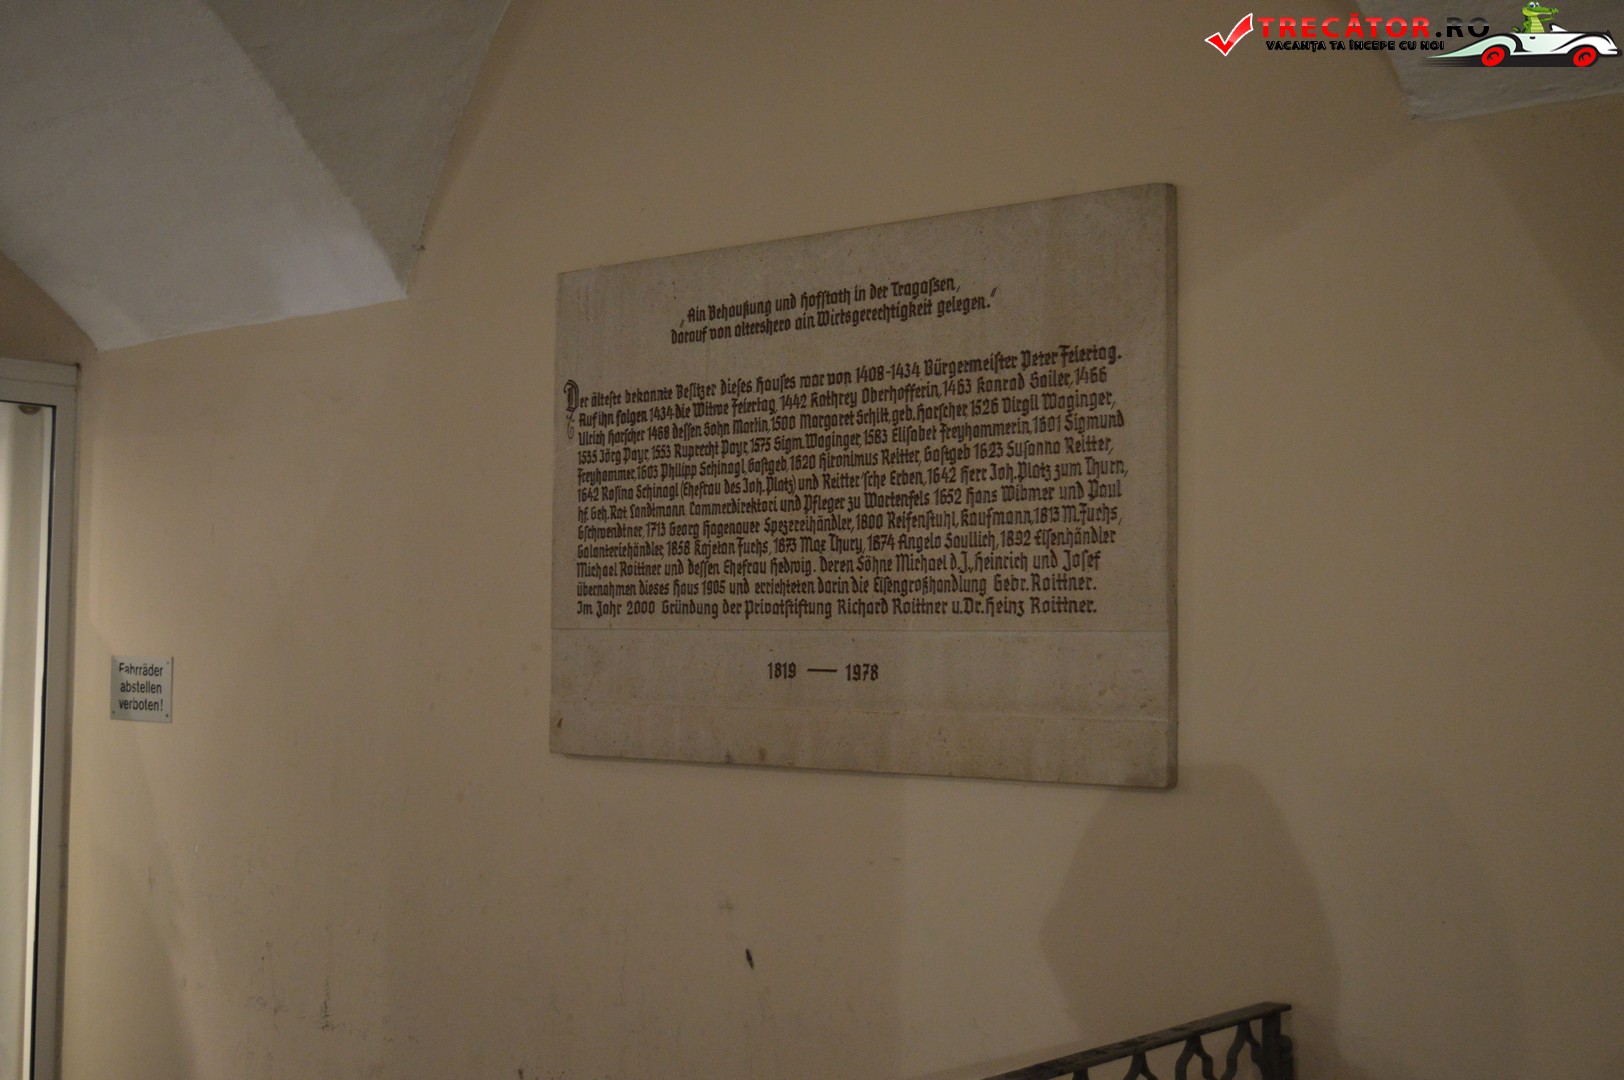 TRECĂTOR.RO
VACANȚA TA ÎNCEPE CU NOI
„Ain Behaußung und Hofstath in der Tragassen,
darauf von altershero ain Wirtsgerechtigkeit gelegen.“
Der älteste bekannte Besitzer dieses Hauses war von 1408-1434 Bürgermeister Peter Feiertag.
Auf ihn folgen 1434 die Witwe Feiertag, 1442 Kathrey Oberhofferin, 1463 Konrad Sailer, 1466
Ulrich Harscher 1468 dessen Sohn Martin, 1500 Margaret Schilt, geb. Harscher 1526 Virgil Waginger,
1535 Jörg Payr, 1553 Ruprecht Payr, 1575 Sigm. Waginger, 1583 Elisabet Freyhammerin, 1601 Sigmund
Freyhammer, 1603 Philipp Schinagl, Gastgeb, 1620 Hironimus Reitter, Gastgeb 1623 Susanna Reitter,
1642 Rosina Schinagl (Ehefrau des Joh. Platz) und Reitter'sche Erben, 1642 Herr Joh. Platz zum Thurn,
hf. Geh. Rat Landtmann Cammerdirektori und Pfleger zu Wartenfels 1652 Hans Wibmer und Paul
Gschwendtner, 1713 Georg Hagenauer Spezereihändler, 1800 Reifenstuhl, Kaufmann, 1813 M. Fuchs,
Galanteriehändler, 1858 Kajetan Fuchs, 1873 Max Thury, 1874 Angelo Saullich, 1892 Eisenhändler
Michael Roittner und dessen Ehefrau Hedwig. Deren Söhne Michael d. J., Heinrich und Josef
übernahmen dieses Haus 1905 und errichteten darin die Eisengroßhandlung Gebr. Roittner.
Im Jahr 2000 Gründung der Privatstiftung Richard Roittner u. Dr. Heinz Roittner.
1819 — 1978
Fahrräder
abstellen
verboten!